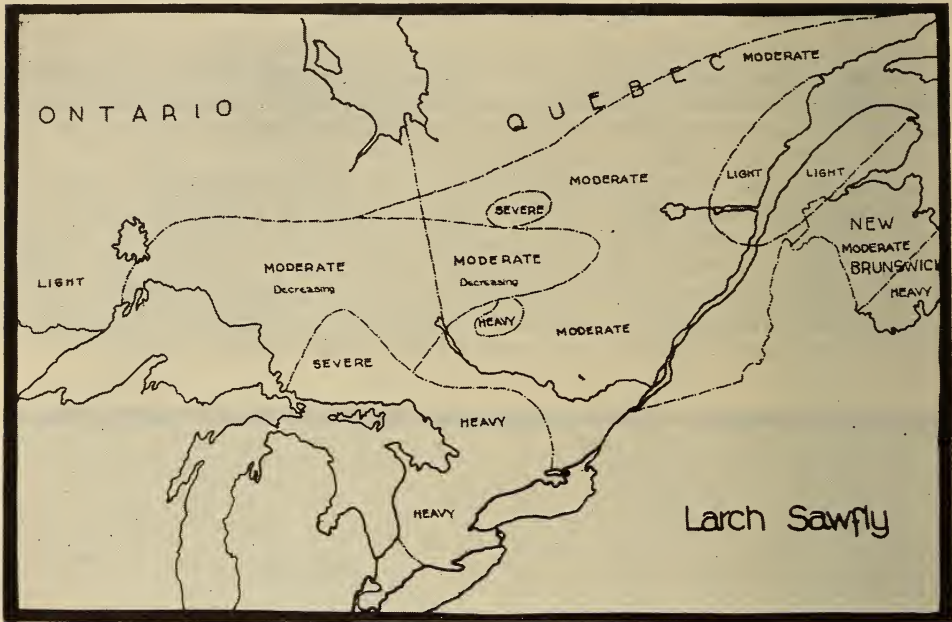 MODERATE
ONTARIO
QUEBEC
MODERATE
LIGHT
LIGHT
SEVERE
NEW
MODERATE
BRUNSWICK
MODERATE
Decreasing
MODERATE
Decreasing
LIGHT
HEAVY
HEAVY
MODERATE
SEVERE
HEAVY
HEAVY
Larch Sawfly